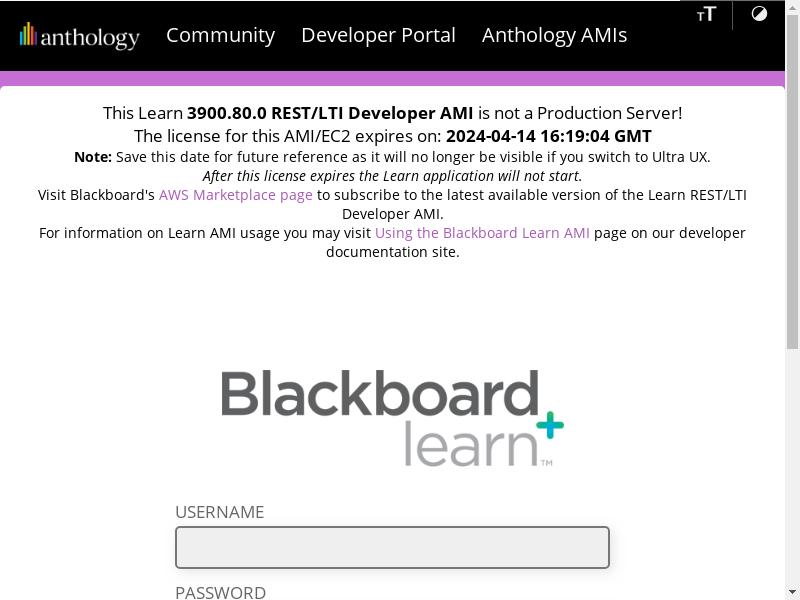 anthology Community Developer Portal Anthology AMIs TT
This Learn 3900.80.0 REST/LTI Developer AMI is not a Production Server!
The license for this AMI/EC2 expires on: 2024-04-14 16:19:04 GMT
Note: Save this date for future reference as it will no longer be visible if you switch to Ultra UX.
After this license expires the Learn application will not start.
Visit Blackboard's AWS Marketplace page to subscribe to the latest available version of the Learn REST/LTI
Developer AMI.
For information on Learn AMI usage you may visit Using the Blackboard Learn AMI page on our developer
documentation site.
Blackboard
learn+™
USERNAME
PASSWORD